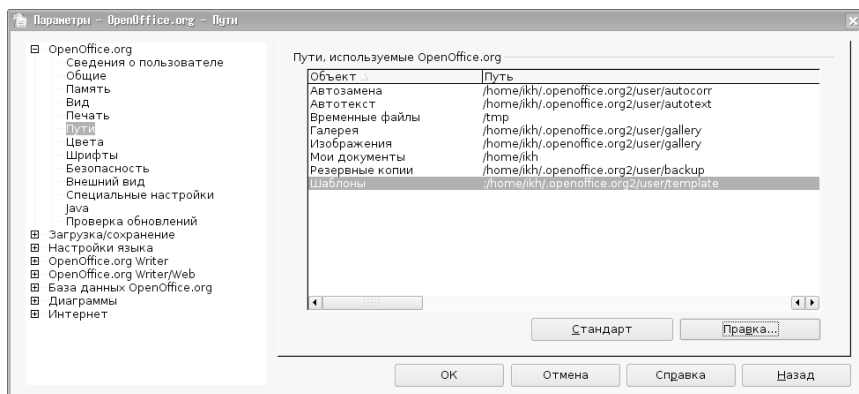 Параметры - OpenOffice.org - Пути
OpenOffice.org
Сведения о пользователе
Общие
Память
Вид
Печать
Пути
Цвета
Шрифты
Безопасность
Внешний вид
Специальные настройки
Java
Проверка обновлений
Загрузка/сохранение
Настройки языка
OpenOffice.org Writer
OpenOffice.org Writer/Web
База данных OpenOffice.org
Диаграммы
Интернет
Пути, используемые OpenOffice.org
Объект Путь
Автозамена /home/ikh/.openoffice.org2/user/autocorr
Автотекст /home/ikh/.openoffice.org2/user/autotext
Временные файлы /tmp
Галерея /home/ikh/.openoffice.org2/user/gallery
Изображения /home/ikh/.openoffice.org2/user/gallery
Мои документы /home/ikh
Резервные копии /home/ikh/.openoffice.org2/user/backup
Шаблоны :/home/ikh/.openoffice.org2/user/template
Стандарт Правка...
OK Отмена Справка Назад